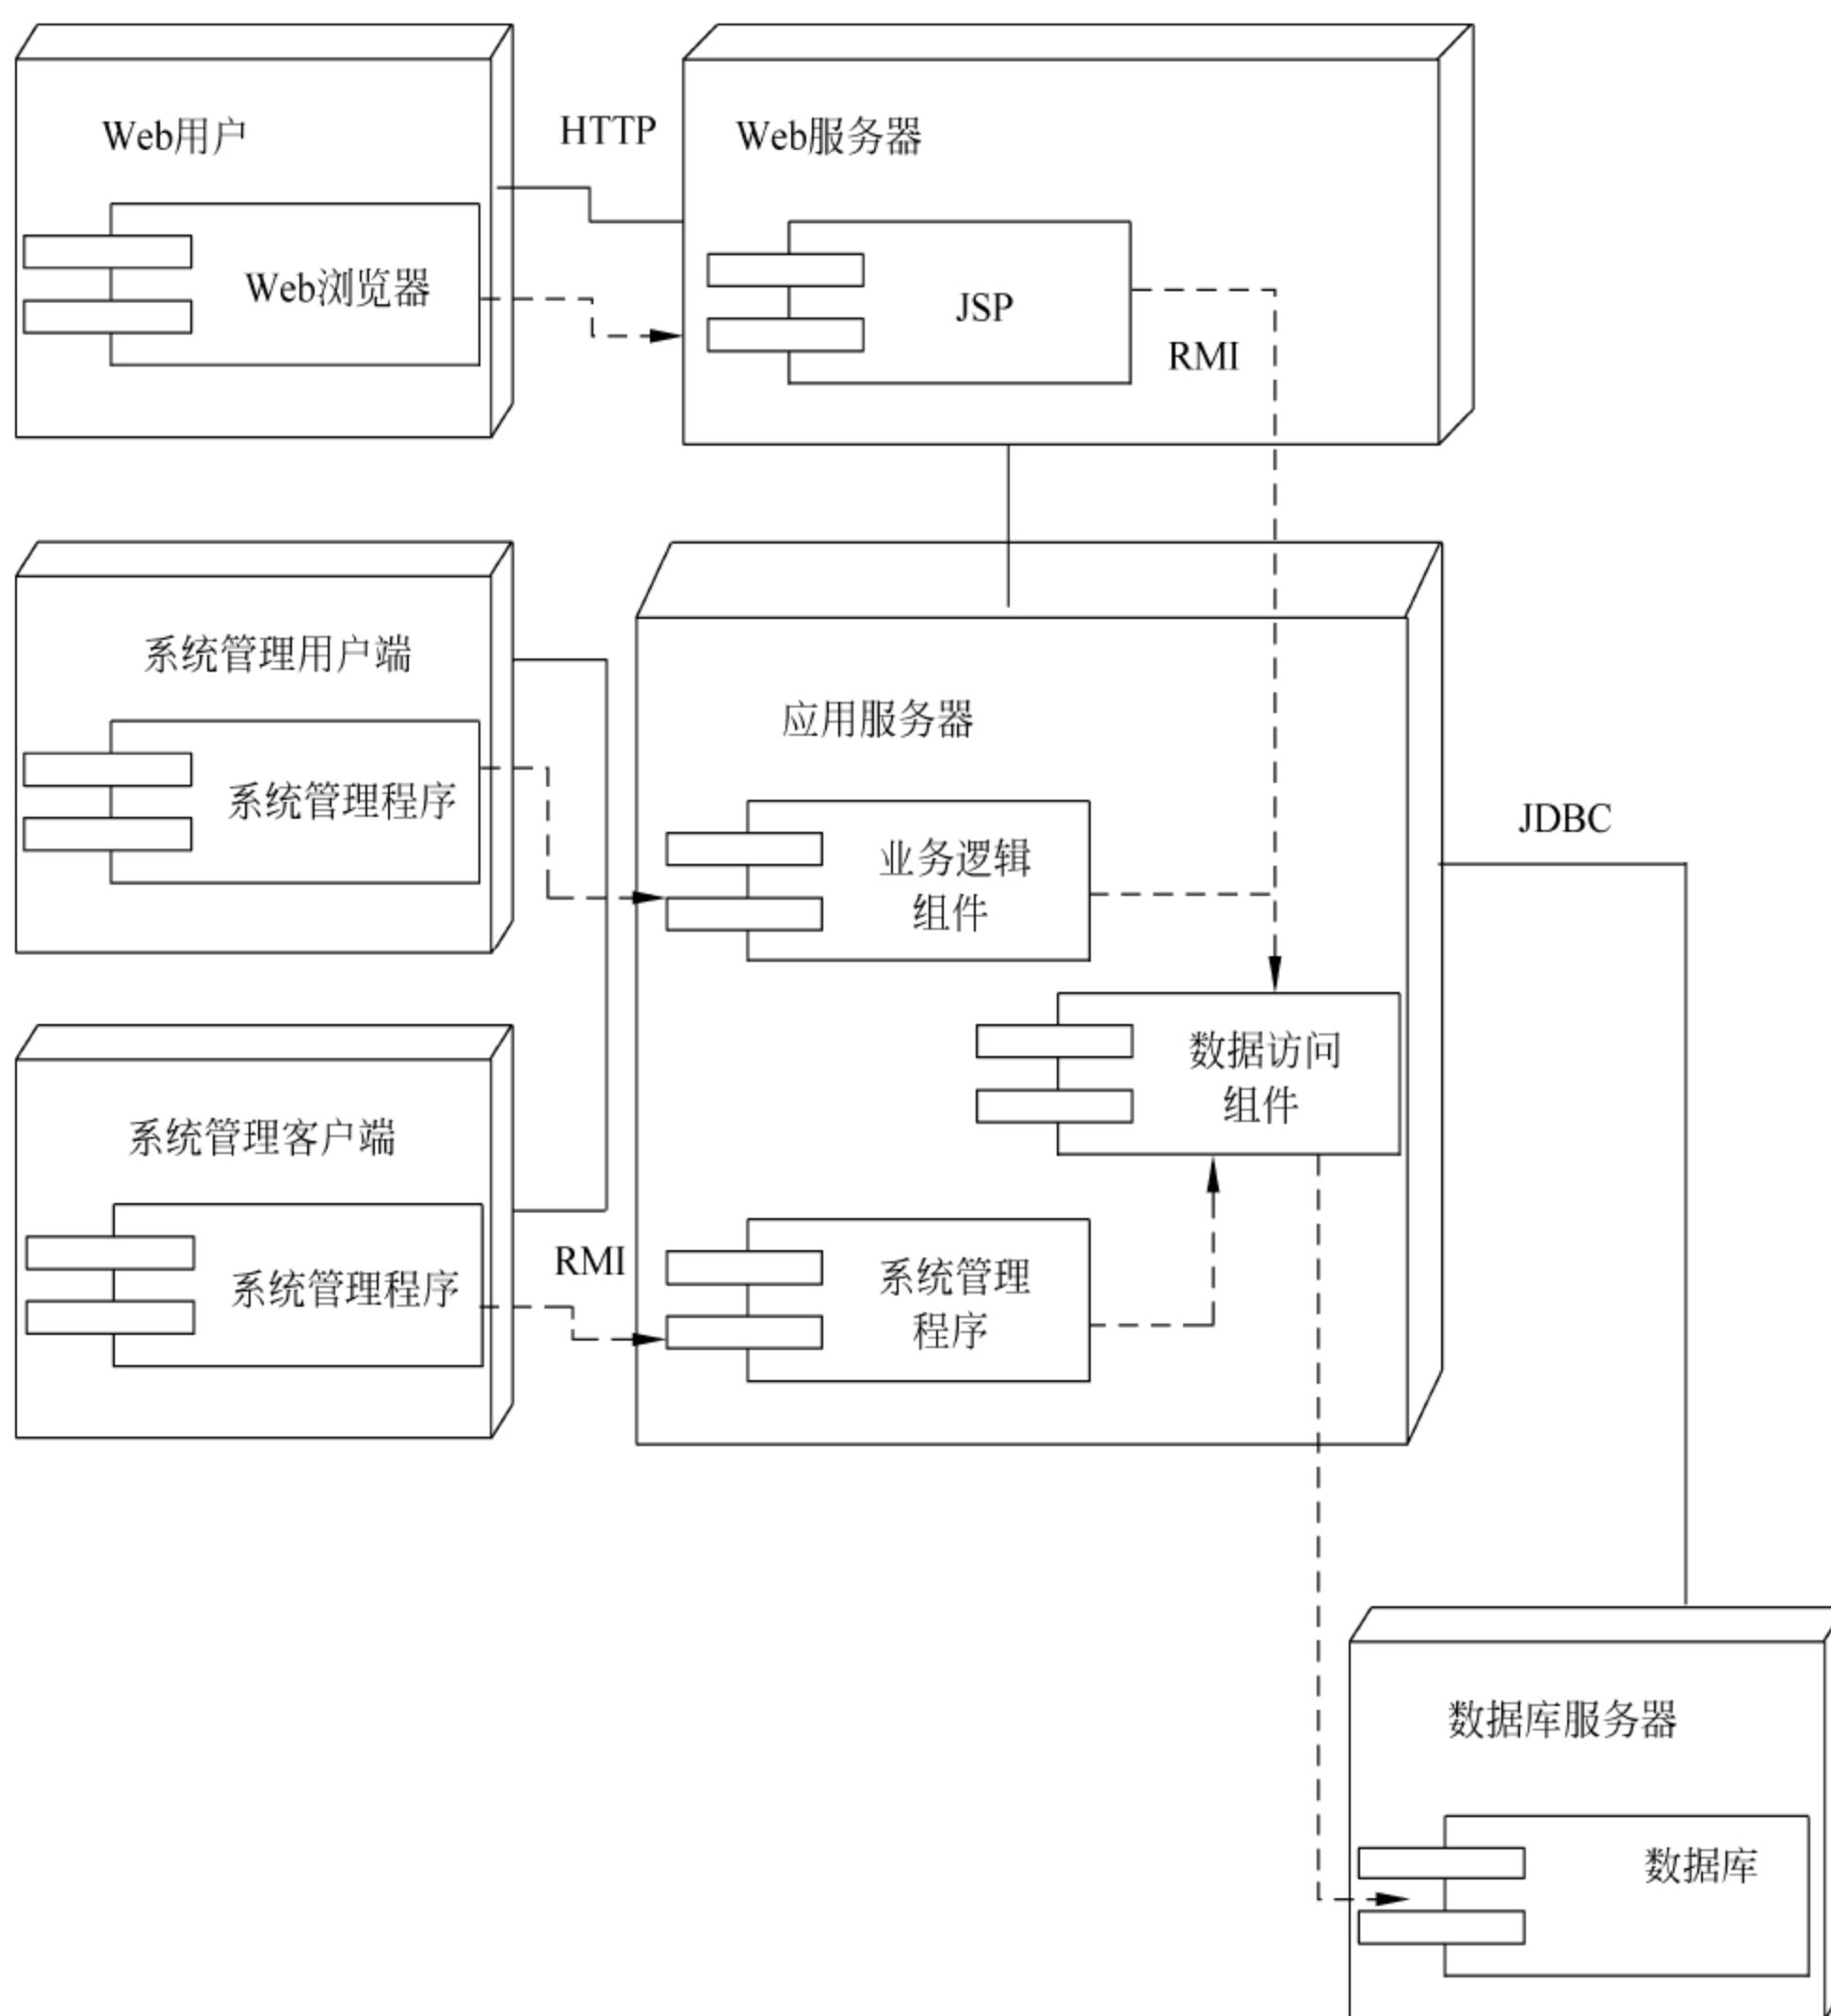 Web用户
HTTP
Web服务器
Web浏览器
JSP
RMI
系统管理用户端
应用服务器
系统管理程序
JDBC
业务逻辑
组件
数据访问
组件
系统管理客户端
RMI
系统管理程序
系统管理
程序
数据库服务器
数据库